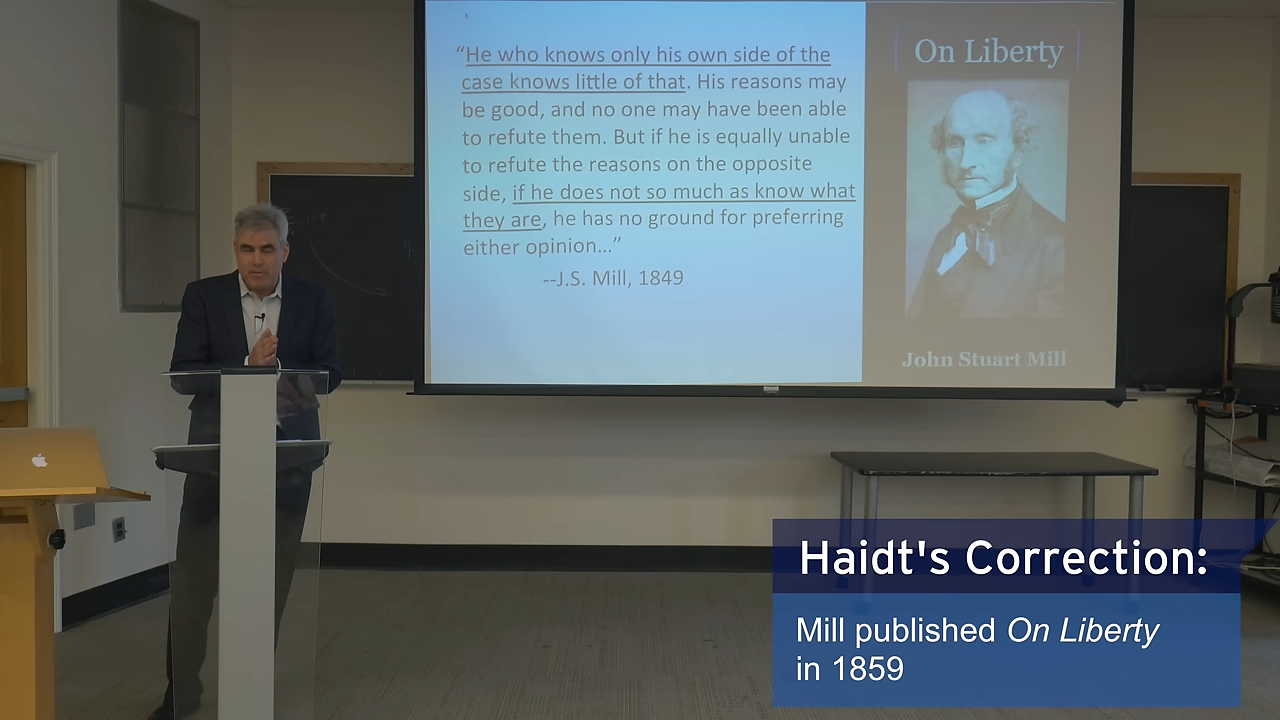 “He who knows only his own side of the
case knows little of that. His reasons may
be good, and no one may have been able
to refute them. But if he is equally unable
to refute the reasons on the opposite
side, if he does not so much as know what
they are, he has no ground for preferring
either opinion…”
--J.S. Mill, 1849
On Liberty
John Stuart Mill
Haidt's Correction:
Mill published On Liberty
in 1859